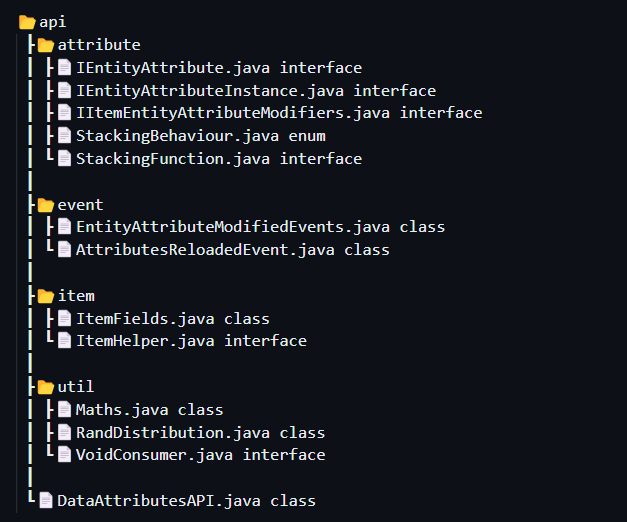 api
attribute
IEntityAttribute.java interface
IEntityAttributeInstance.java interface
IItemEntityAttributeModifiers.java interface
StackingBehaviour.java enum
StackingFunction.java interface
event
EntityAttributeModifiedEvents.java class
AttributesReloadedEvent.java class
item
ItemFields.java class
ItemHelper.java interface
util
Maths.java class
RandDistribution.java class
VoidConsumer.java interface
DataAttributesAPI.java class